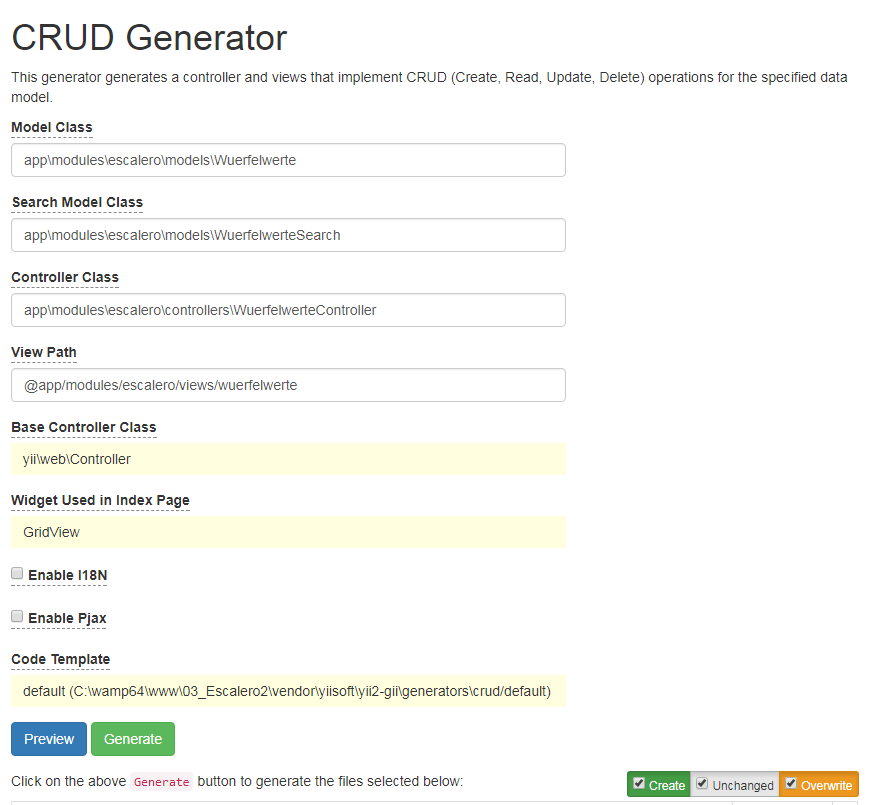 CRUD Generator
This generator generates a controller and views that implement CRUD (Create, Read, Update, Delete) operations for the specified data
model.
Model Class
app\modules\escalero\models\Wuerfelwerte
Search Model Class
app\modules\escalero\models\WuerfelwerteSearch
Controller Class
app\modules\escalero\controllers\WuerfelwerteController
View Path
@app/modules/escalero/views/wuerfelwerte
Base Controller Class
yii\web\Controller
Widget Used in Index Page
GridView
Enable I18N
Enable Pjax
Code Template
default (C:\wamp64\www\03_Escalero2\vendor\yiisoft\yii2-gii\generators\crud/default)
Preview Generate
Click on the above Generate button to generate the files selected below: Create Unchanged Overwrite